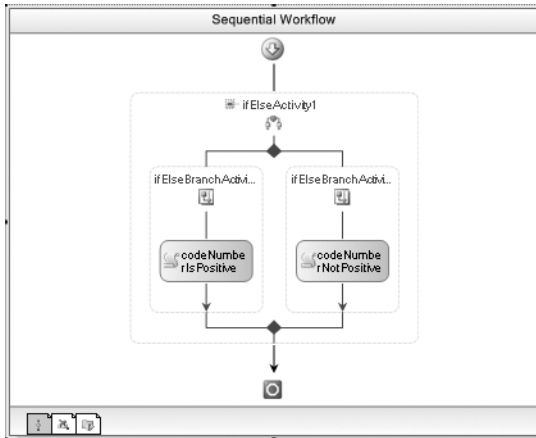 Sequential Workflow
ifElseActivity1
ifElseBranchActivi...
ifElseBranchActivi...
codeNumbe
rIsPositive
codeNumbe
rNotPositive